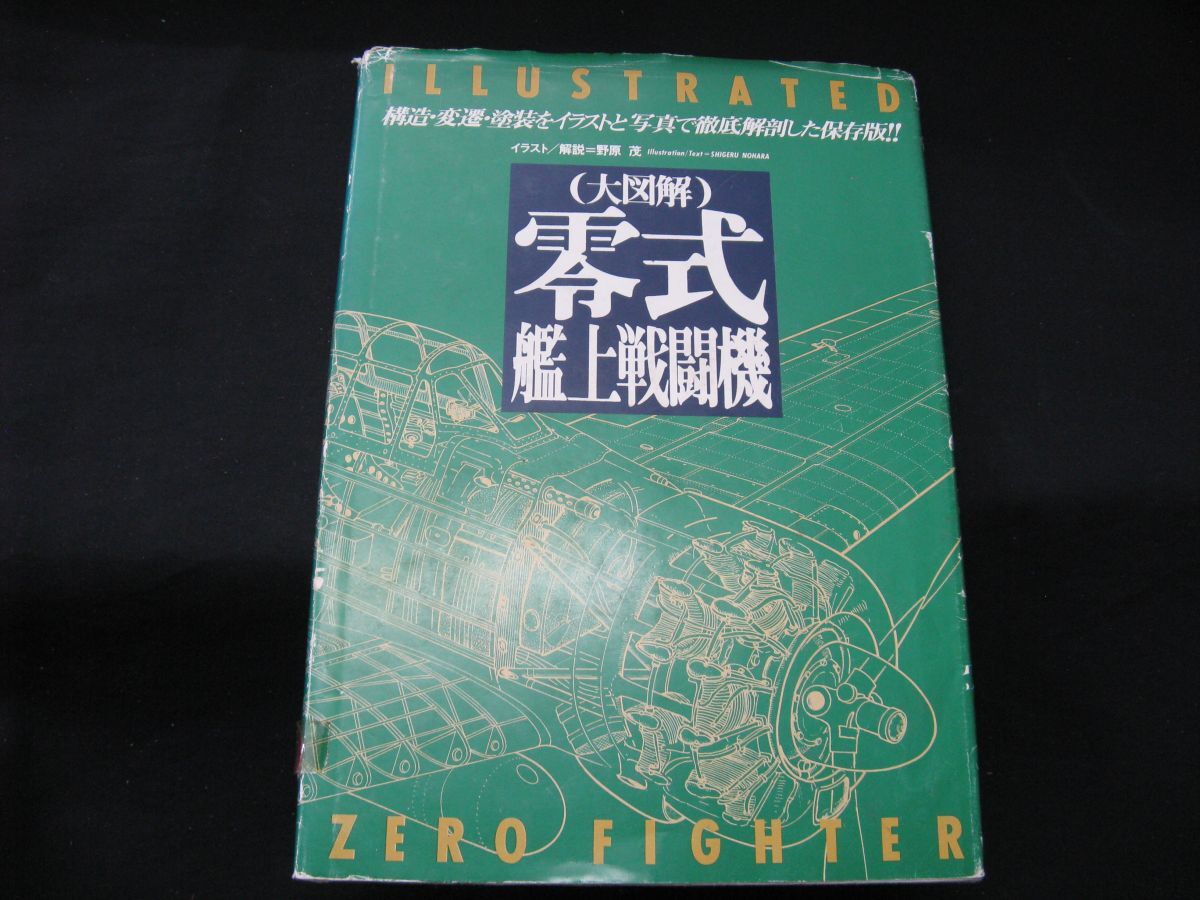 ILLUSTRATED
構造・変遷・塗装をイラストと写真で徹底解剖した保存版!!
イラスト/解説=野原 茂 Illustration/Text=SHIGERU NOHARA
(大図解)
零式
艦上戦闘機
ZERO FIGHTER